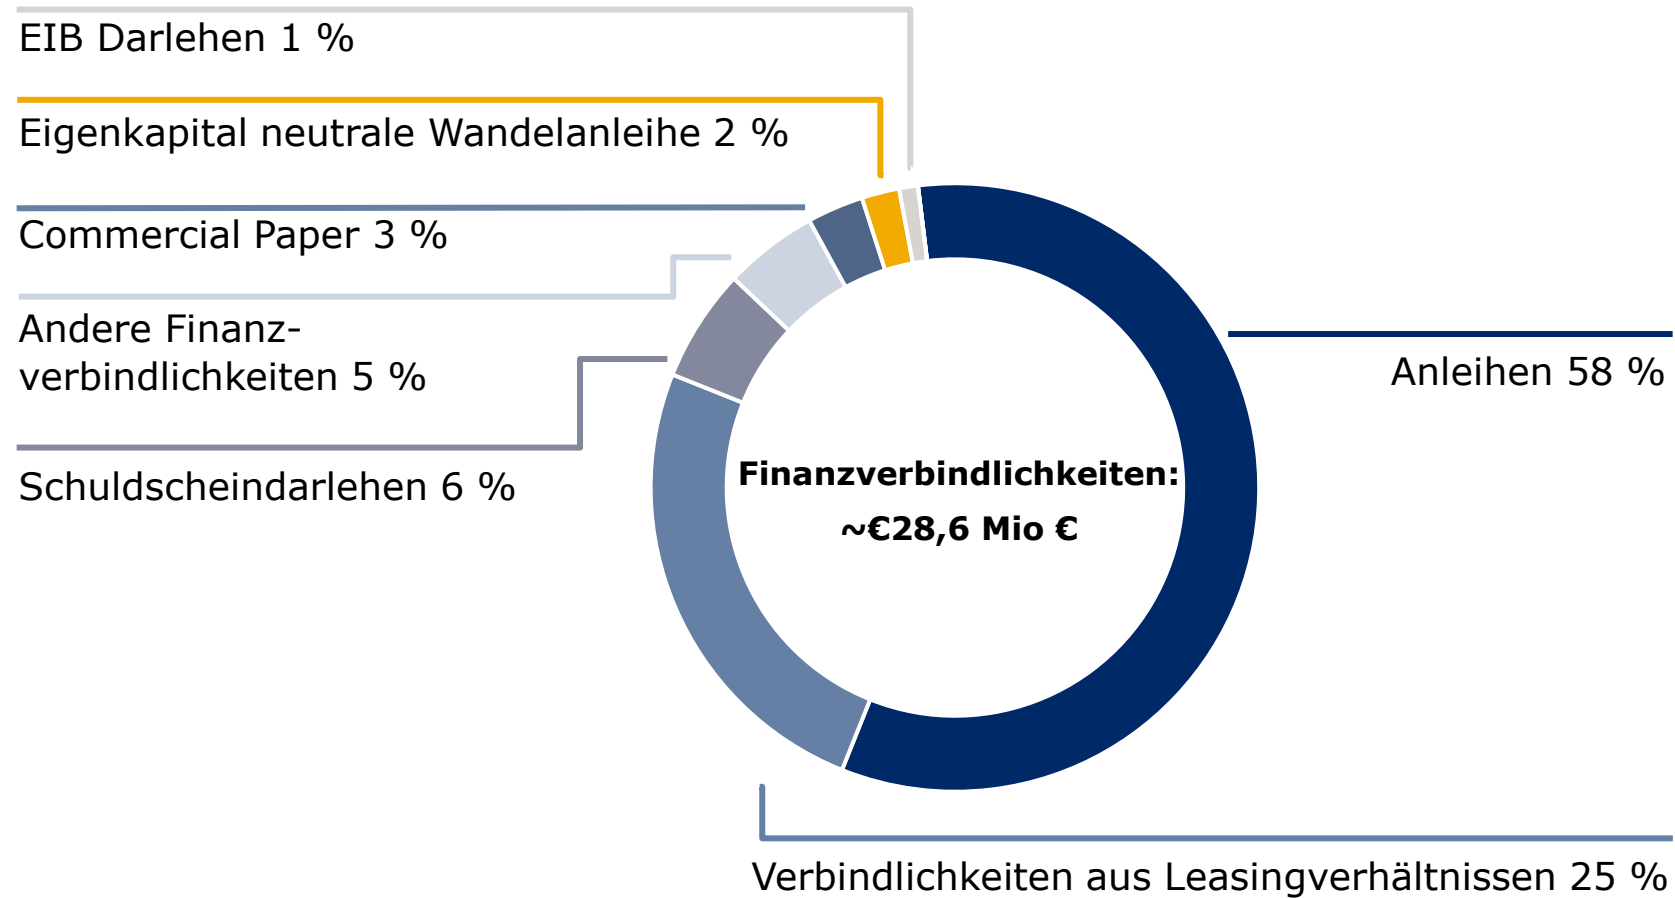 EIB Darlehen 1 %
Eigenkapital neutrale Wandelanleihe 2 %
Commercial Paper 3 %
Andere Finanz-
verbindlichkeiten 5 %
Schuldscheindarlehen 6 %
Anleihen 58 %
Finanzverbindlichkeiten:
~€28,6 Mio €
Verbindlichkeiten aus Leasingverhältnissen 25 %